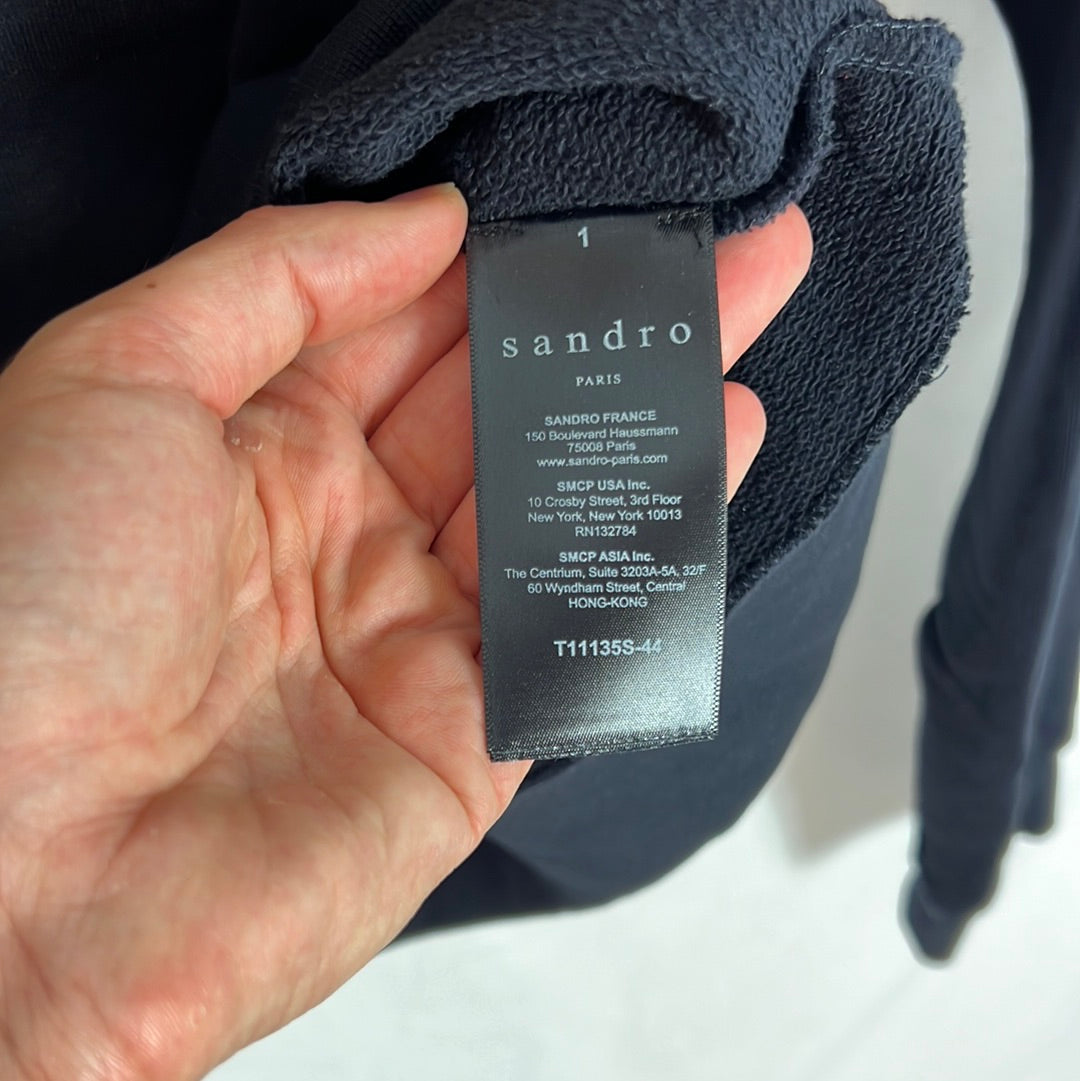 1
sandro
PARIS
SANDRO FRANCE
150 Boulevard Haussmann
75008 Paris
www.sandro-paris.com
SMCP USA Inc.
10 Crosby Street, 3rd Floor
New York, New York 10013
RN132784
SMCP ASIA Inc.
The Centrium, Suite 3203A-5A, 32/F
60 Wyndham Street, Central
HONG-KONG
T11135S-44